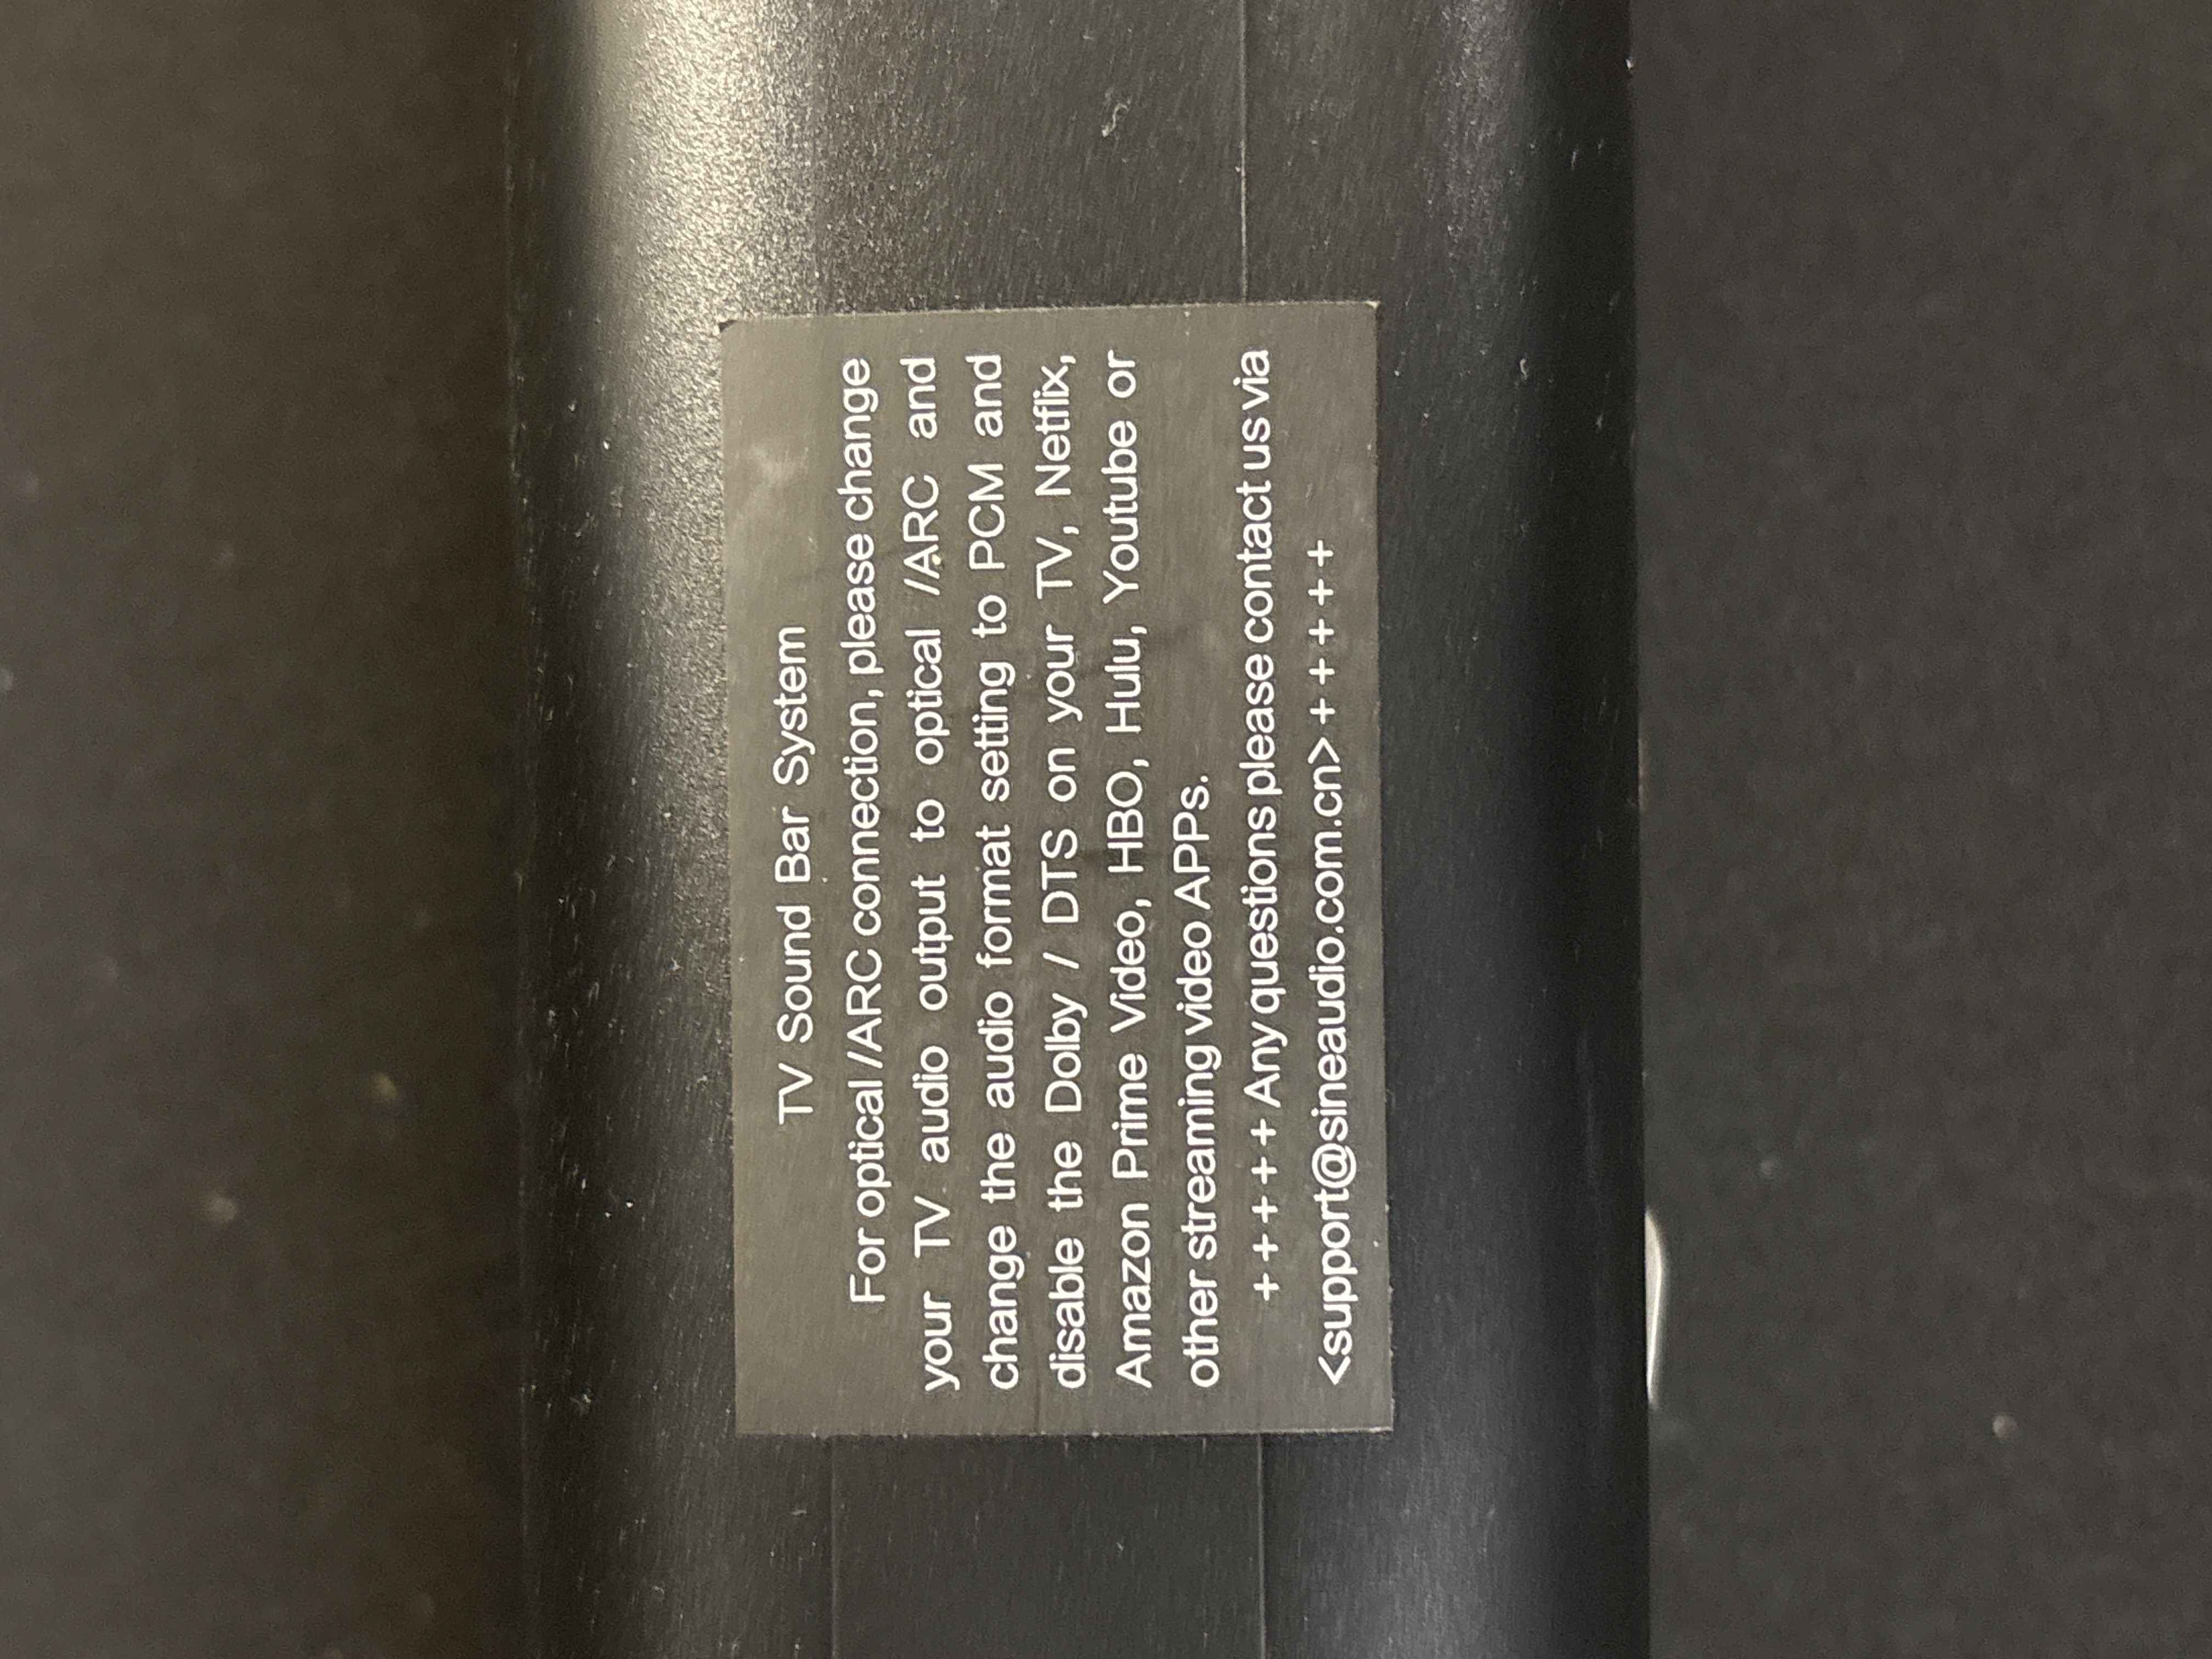 TV Sound Bar System
For optical /ARC connection, please change
your TV audio output to optical /ARC and
change the audio format setting to PCM and
disable the Dolby / DTS on your TV, Netflix,
Amazon Prime Video, HBO, Hulu, Youtube or
other streaming video APPs.
+ + + + + Any questions please contact us via
<support@sineaudio.com.cn> + + + + + +